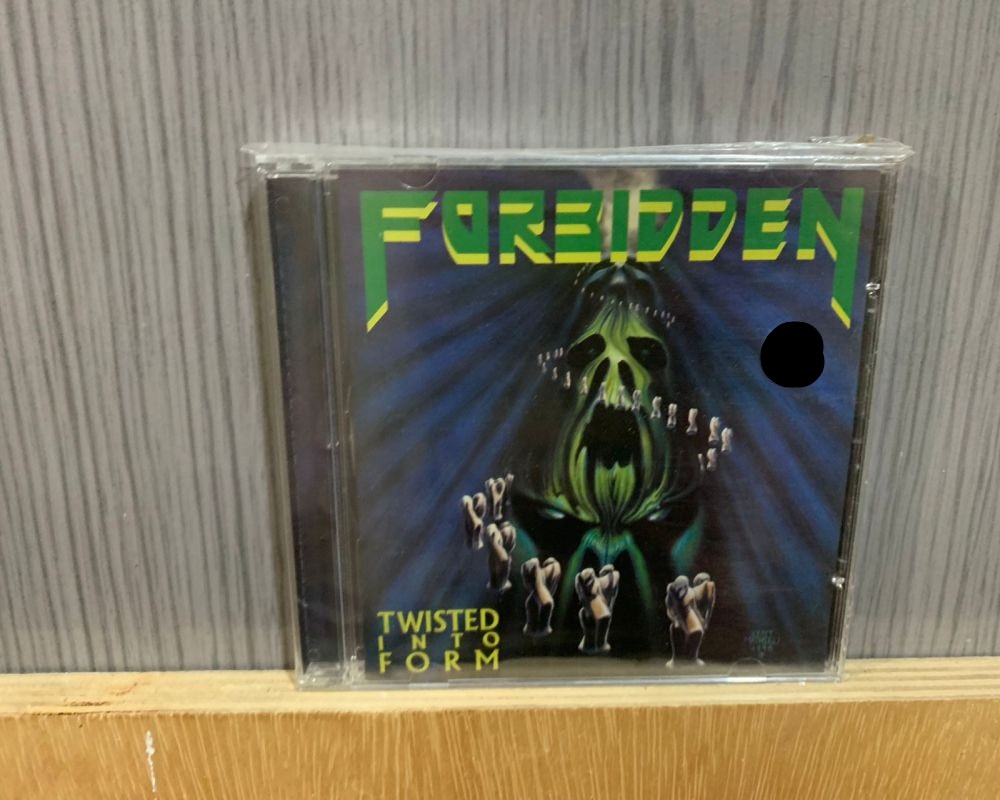 FORBIDDEN
TWISTED
INTO
FORM